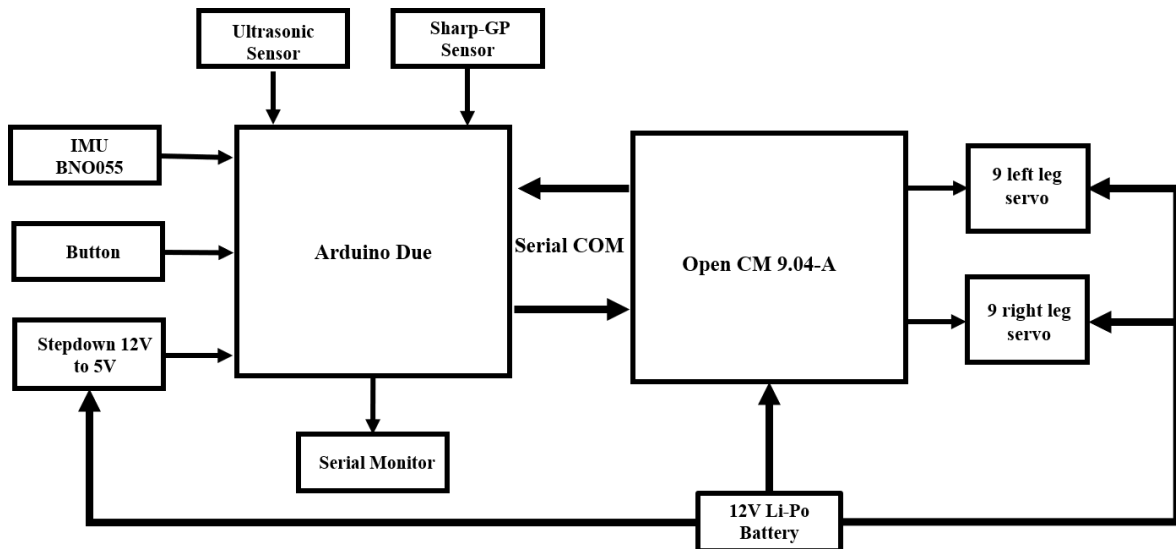 Ultrasonic
Sensor
Sharp-GP
Sensor
IMU
BNO055
Button
Stepdown 12V
to 5V
Arduino Due
Serial COM
Open CM 9.04-A
9 left leg
servo
9 right leg
servo
Serial Monitor
12V Li-Po
Battery